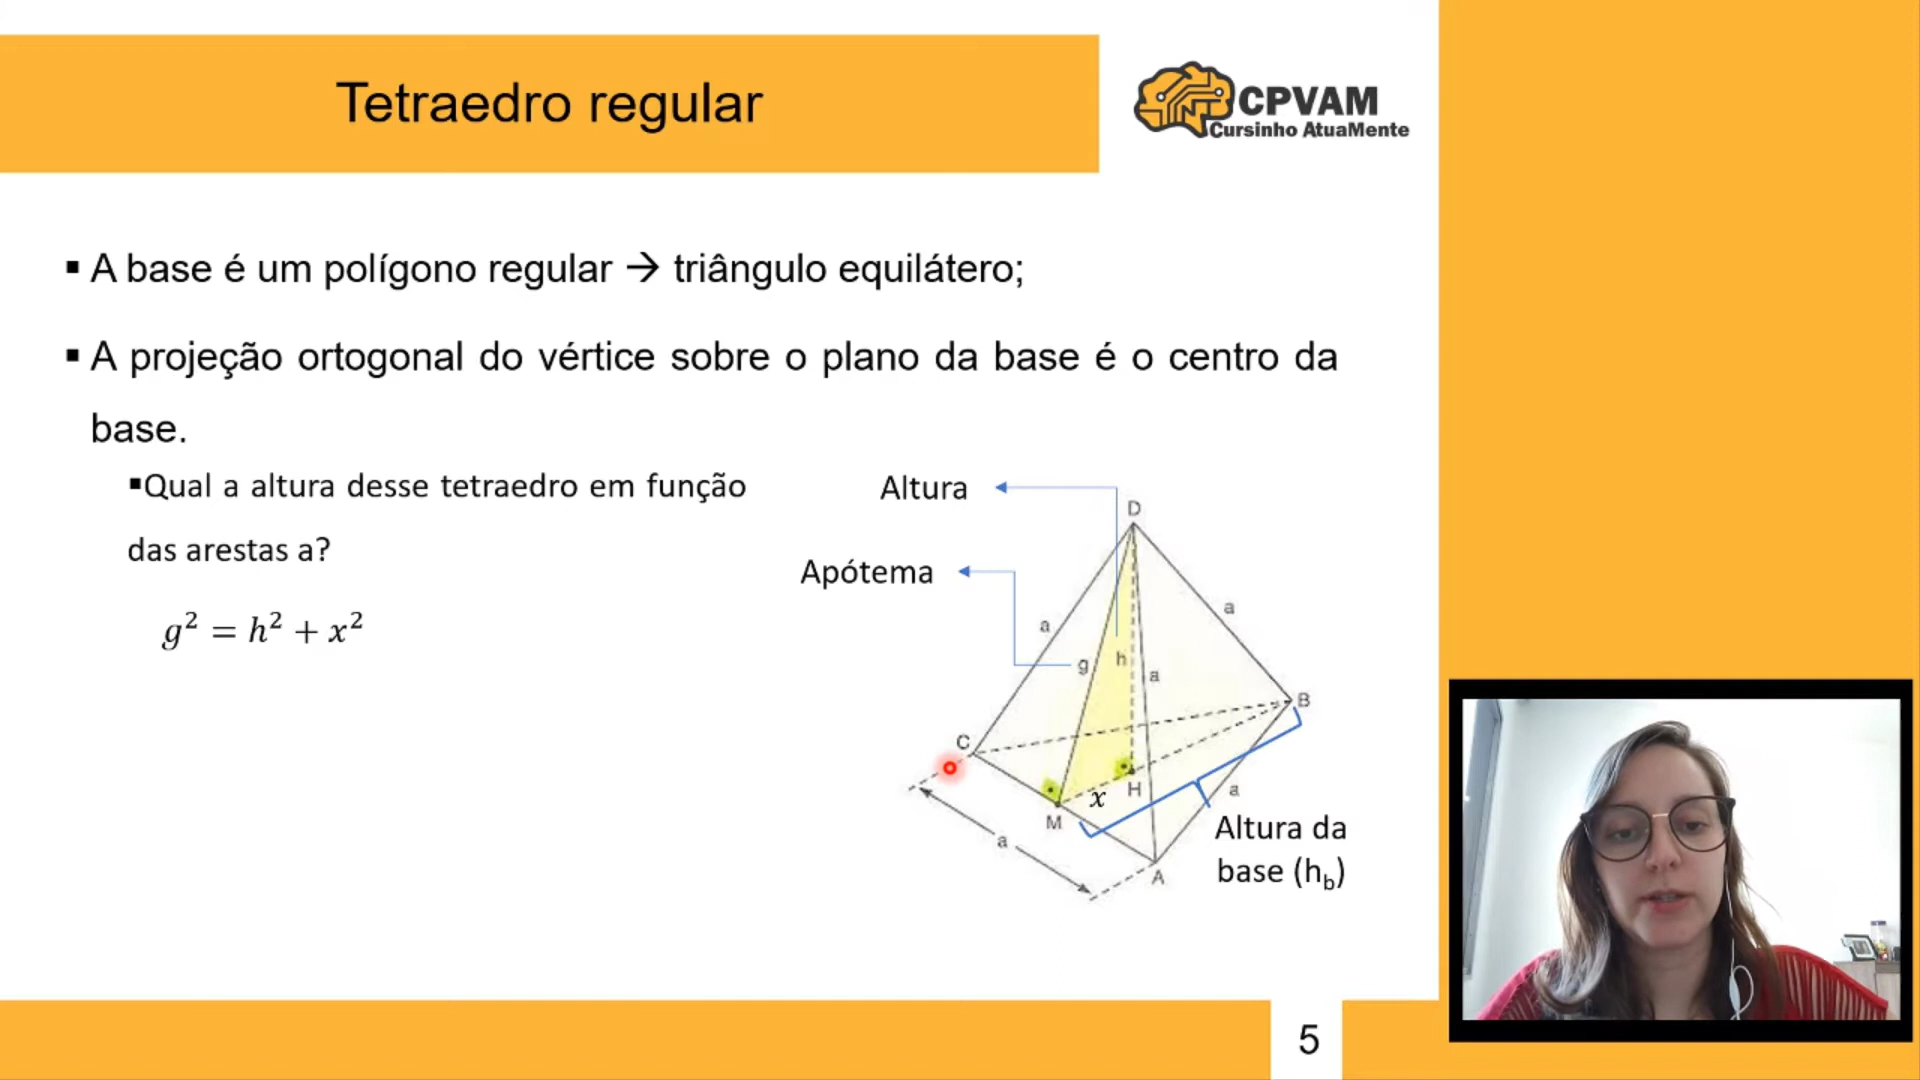 Tetraedro regular
CPVAM
Cursinho AtuaMente
▪ A base é um polígono regular → triângulo equilátero;
▪ A projeção ortogonal do vértice sobre o plano da base é o centro da
base.
▪Qual a altura desse tetraedro em função
das arestas a?
g² = h² + x²
Altura
Apótema
D
a
a
g
h
a
B
C
x
H
a
M
a
A
Altura da
base (h_b)
5